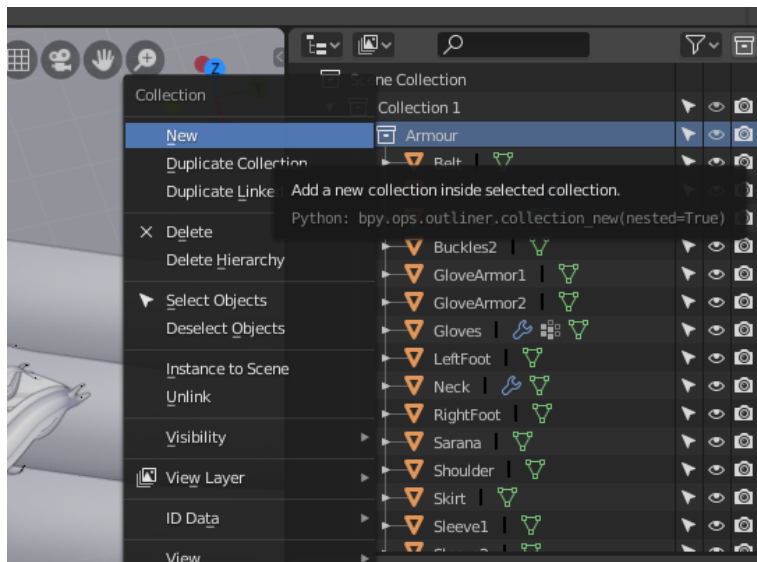 Z
Scene Collection
Collection
Collection 1
New
Armour
Duplicate Collection
Belt
Duplicate Linke
Add a new collection inside selected collection.
Python: bpy.ops.outliner.collection_new(nested=True)
Delete
Buckles2
Delete Hierarchy
GloveArmor1
Select Objects
GloveArmor2
Deselect Objects
Gloves
LeftFoot
Instance to Scene
Neck
Unlink
RightFoot
Visibility
Sarana
Shoulder
View Layer
Skirt
ID Data
Sleeve1
View